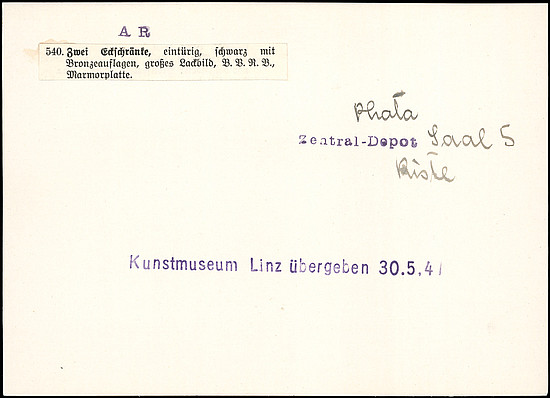 A R
540. Zwei Eckschränke, eintürig, schwarz mit
Bronzeauflagen, großes Lackbild, B. V. R. B.,
Marmorplatte.
Phata
Zentral-Depot Saal 5
Kiste
Kunstmuseum Linz übergeben 30.5.41